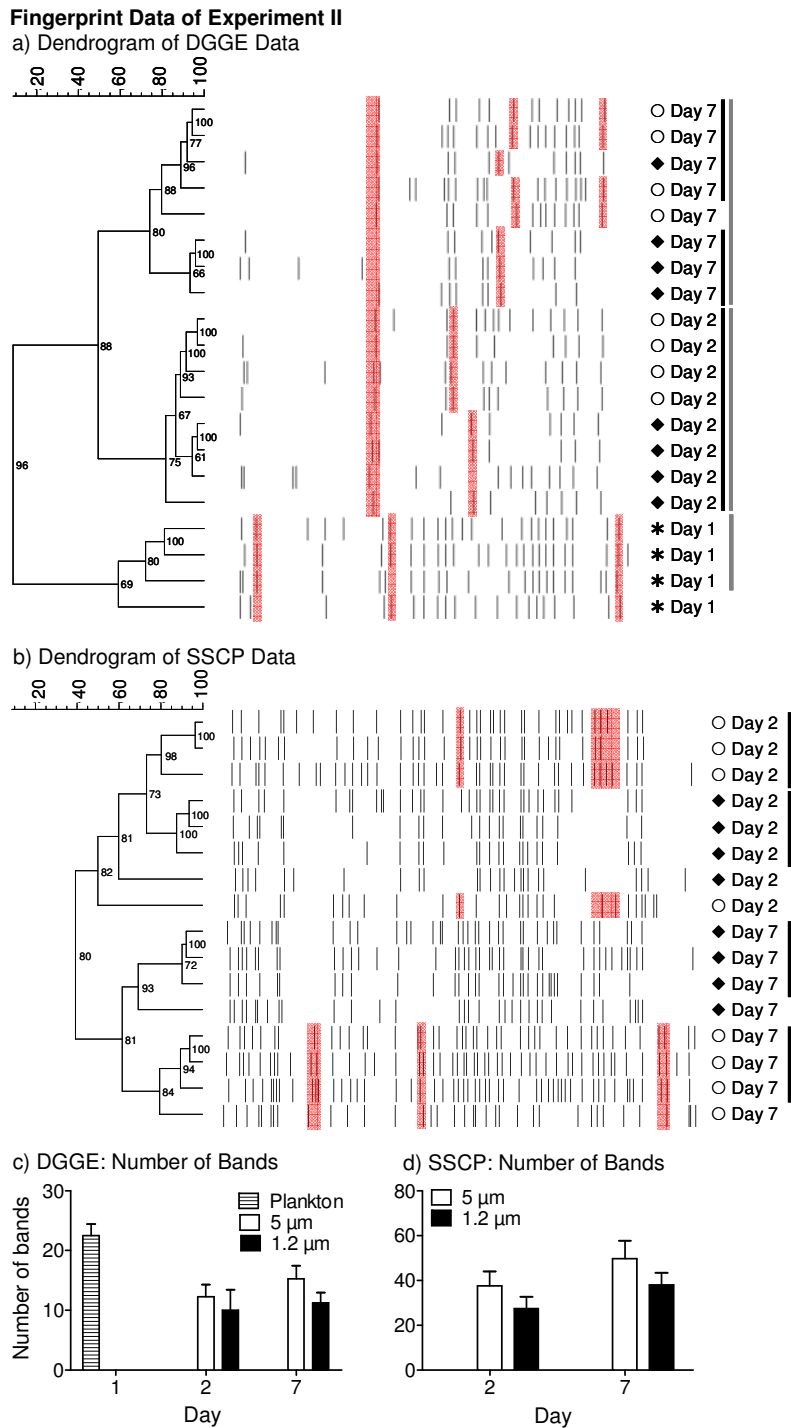 Fingerprint Data of Experiment II
a) Dendrogram of DGGE Data
20 40 60 80 100
100
77
96
88
80
100
66
88
100
100
93
67
100
61
75
96
100
80
69
○ Day 7
○ Day 7
◆ Day 7
○ Day 7
○ Day 7
◆ Day 7
◆ Day 7
◆ Day 7
○ Day 2
○ Day 2
○ Day 2
○ Day 2
◆ Day 2
◆ Day 2
◆ Day 2
◆ Day 2
✱ Day 1
✱ Day 1
✱ Day 1
✱ Day 1
b) Dendrogram of SSCP Data
20 40 60 80 100
100
98
73
100
100
81
82
80
100
72
93
81
100
94
84
○ Day 2
○ Day 2
○ Day 2
◆ Day 2
◆ Day 2
◆ Day 2
◆ Day 2
○ Day 2
◆ Day 7
◆ Day 7
◆ Day 7
◆ Day 7
○ Day 7
○ Day 7
○ Day 7
○ Day 7
c) DGGE: Number of Bands
Number of bands
30
20
10
0
Plankton
5 µm
1.2 µm
1 2 7
Day
d) SSCP: Number of Bands
80
60
40
20
0
5 µm
1.2 µm
2 7
Day